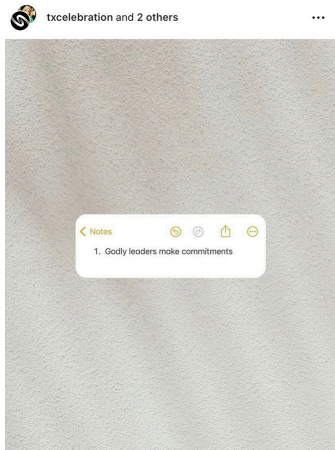 txcelebration and 2 others
Notes
1. Godly leaders make commitments